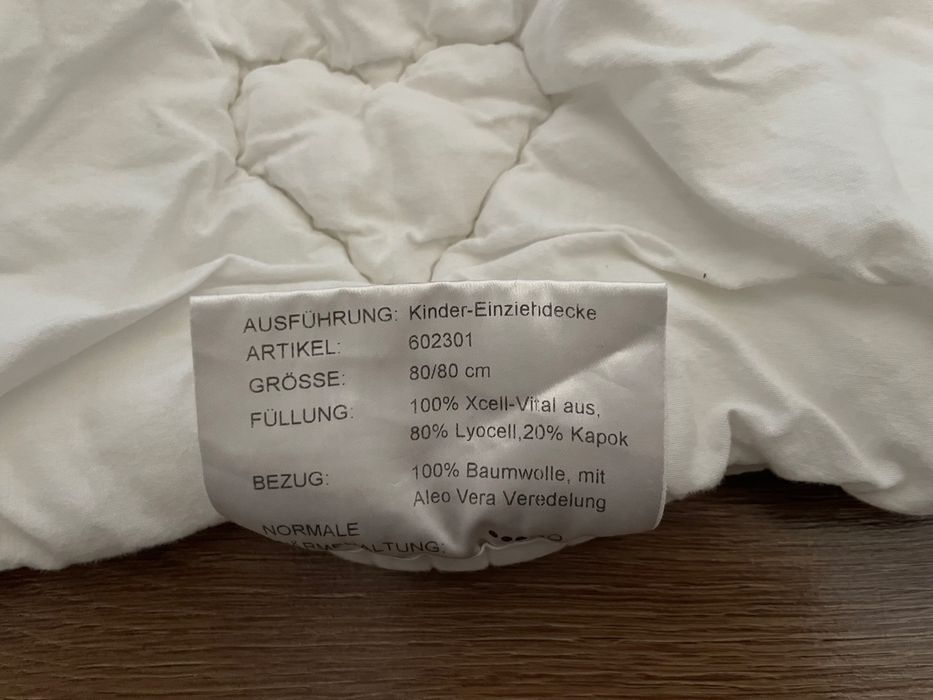 AUSFÜHRUNG: Kinder-Einziehdecke
ARTIKEL: 602301
GRÖSSE: 80/80 cm
FÜLLUNG: 100% Xcell-Vital aus,
80% Lyocell,20% Kapok
BEZUG: 100% Baumwolle, mit
Aleo Vera Veredelung
NORMALE